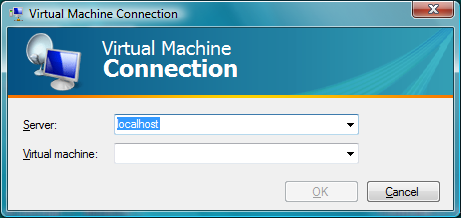 Virtual Machine Connection
Virtual Machine
Connection
Server:
localhost
Virtual machine:
OK
Cancel